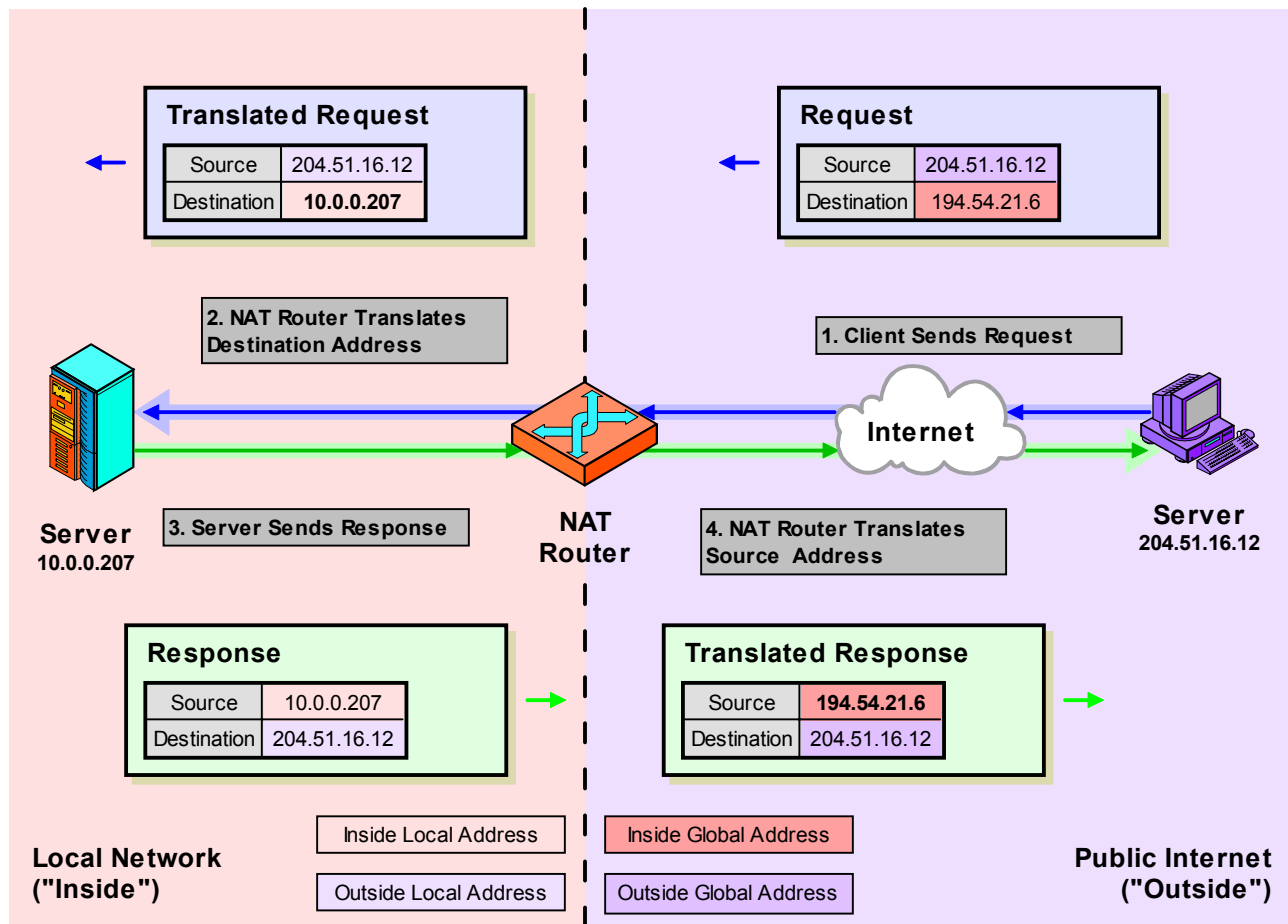 Translated Request
Source 204.51.16.12
Destination 10.0.0.207
Request
Source 204.51.16.12
Destination 194.54.21.6
2. NAT Router Translates
Destination Address
1. Client Sends Request
Internet
Server
10.0.0.207
3. Server Sends Response
NAT
Router
4. NAT Router Translates
Source Address
Server
204.51.16.12
Response
Source 10.0.0.207
Destination 204.51.16.12
Translated Response
Source 194.54.21.6
Destination 204.51.16.12
Local Network
("Inside")
Inside Local Address
Outside Local Address
Inside Global Address
Outside Global Address
Public Internet
("Outside")